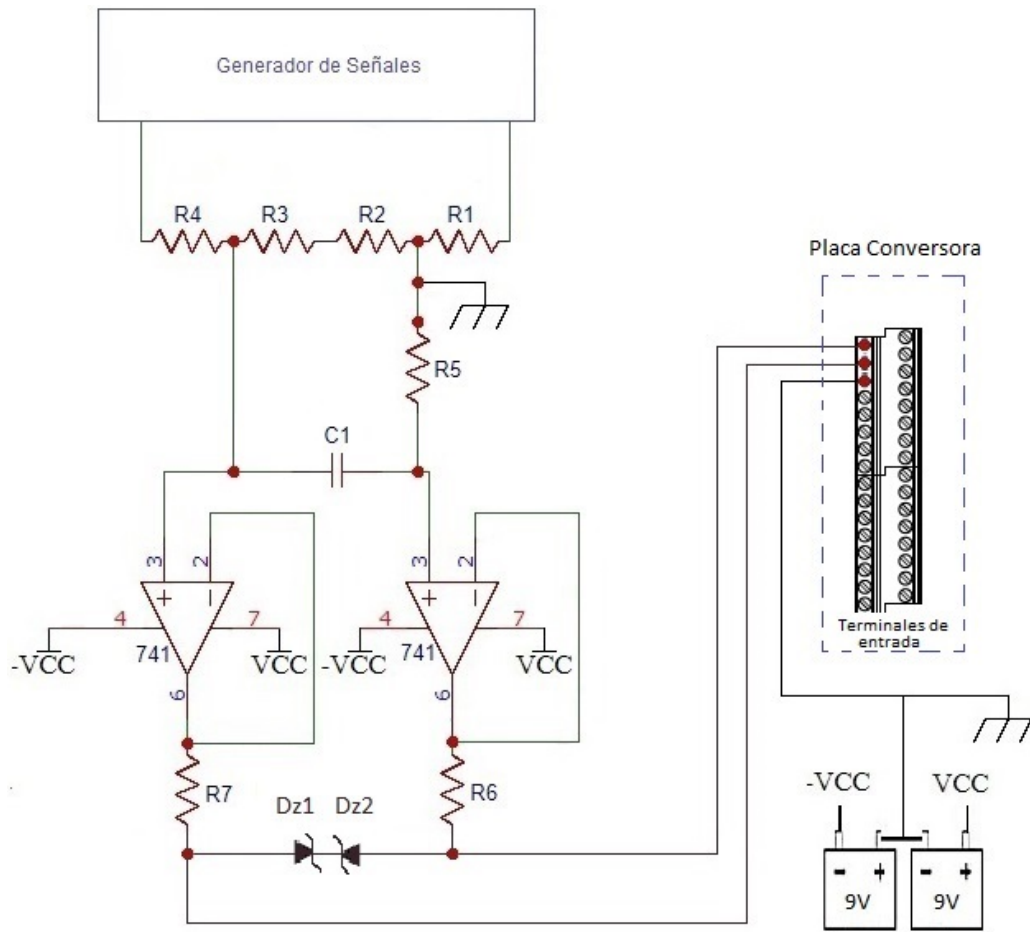 Generador de Señales
R4
R3
R2
R1
Placa Conversora
R5
C1
3
2
3
2
+
-
+
-
4
7
4
7
741
741
-VCC
VCC
-VCC
VCC
6
6
Terminales de
entrada
R7
R6
Dz1
Dz2
-VCC
VCC
- +
- +
9V
9V